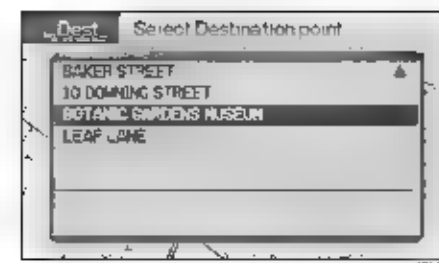 Dest Select Destination point
BAKER STREET
10 DOWNING STREET
BOTANIC GARDENS MUSEUM
LEAF LANE